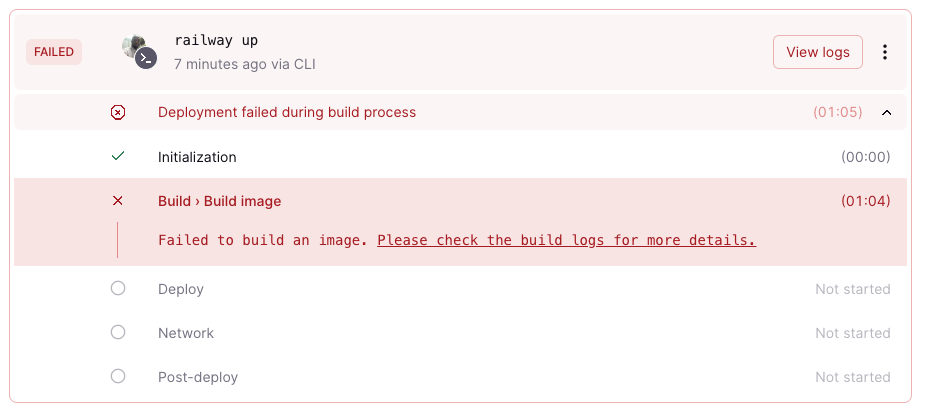 FAILED
railway up
7 minutes ago via CLI
View logs
Deployment failed during build process (01:05)
Initialization (00:00)
Build › Build image (01:04)
Failed to build an image. Please check the build logs for more details.
Deploy Not started
Network Not started
Post-deploy Not started